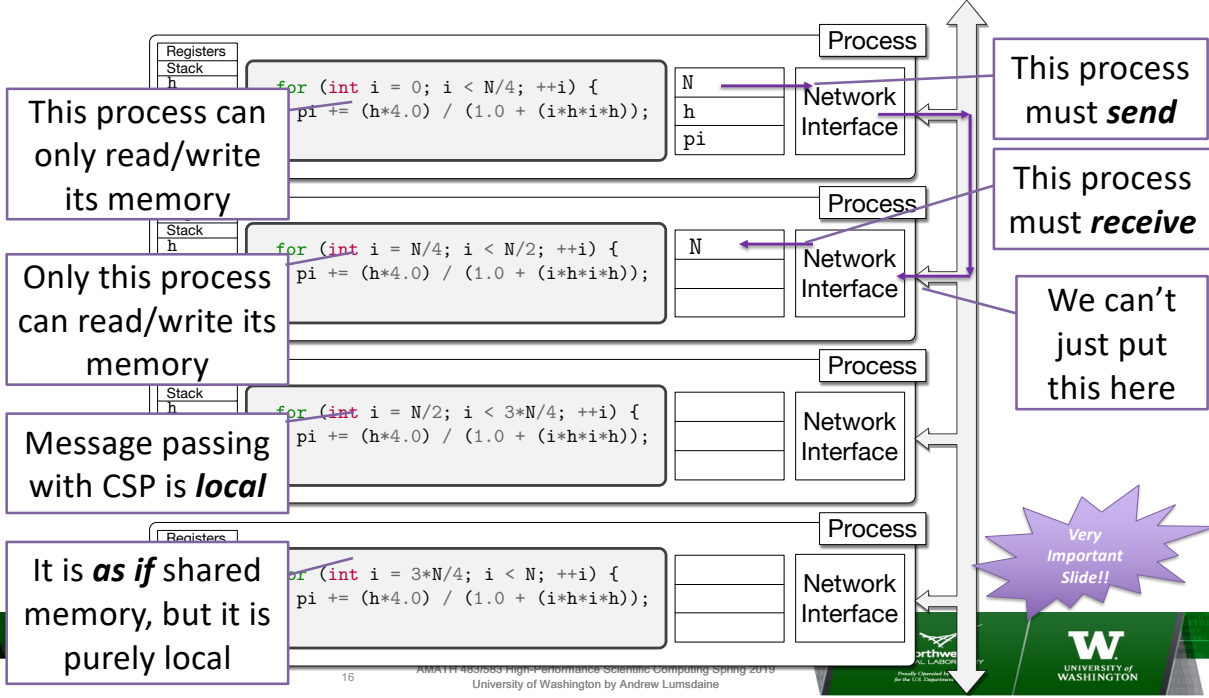 Process
Registers
Stack
h
for (int i = 0; i < N/4; ++i) {
pi += (h*4.0) / (1.0 + (i*h*i*h));
N
h
pi
Network
Interface
This process can
only read/write
its memory
This process
must send
Process
Stack
h
for (int i = N/4; i < N/2; ++i) {
pi += (h*4.0) / (1.0 + (i*h*i*h));
N
Network
Interface
Only this process
can read/write its
memory
This process
must receive
We can't
just put
this here
Process
Stack
h
for (int i = N/2; i < 3*N/4; ++i) {
pi += (h*4.0) / (1.0 + (i*h*i*h));
Network
Interface
Message passing
with CSP is local
Process
Registers
(int i = 3*N/4; i < N; ++i) {
pi += (h*4.0) / (1.0 + (i*h*i*h));
Network
Interface
It is as if shared
memory, but it is
purely local
Very
Important
Slide!!
16
AMATH 483/583 High-Performance Scientific Computing Spring 2019
University of Washington by Andrew Lumsdaine
Proudly Operated by
for the U.S.
W
UNIVERSITY of
WASHINGTON